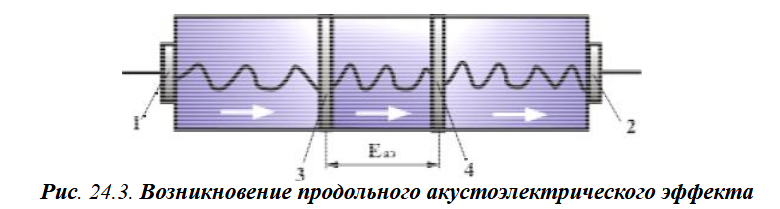 1
2
Eаэ
3
4
Рис. 24.3. Возникновение продольного акустоэлектрического эффекта